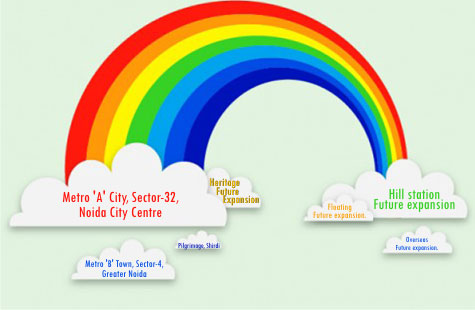 Metro 'A' City, Sector-32,
Noida City Centre
Heritage
Future
Expansion
Hill station
Future expansion
Floating
Future expansion.
Pilgrimage, Shirdi
Metro 'B' Town, Sector-4,
Greater Noida
Overseas
Future expansion.